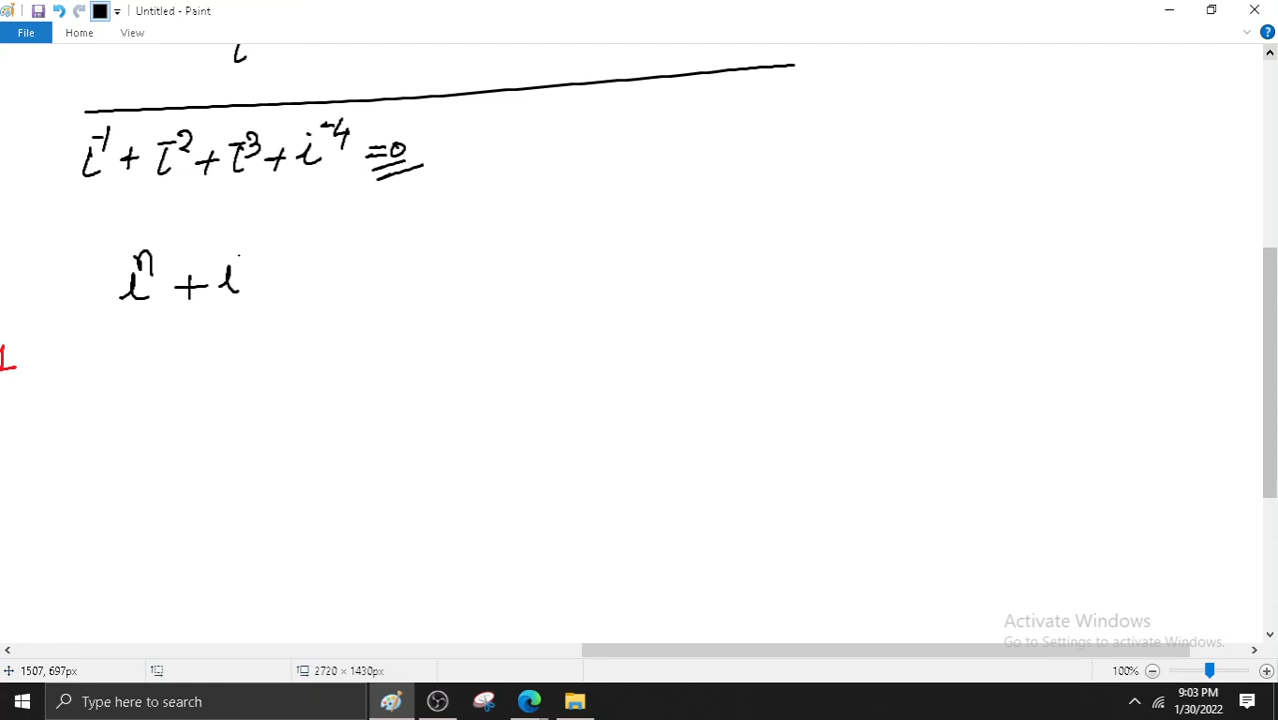 Untitled - Paint
File Home View
i
i⁻¹ + i⁻² + i⁻³ + i⁻⁴ = 0
iⁿ + i
1
Activate Windows
Go to Settings to activate Windows.
1507, 697px 2720 × 1430px 100%
Type here to search
9:03 PM
1/30/2022